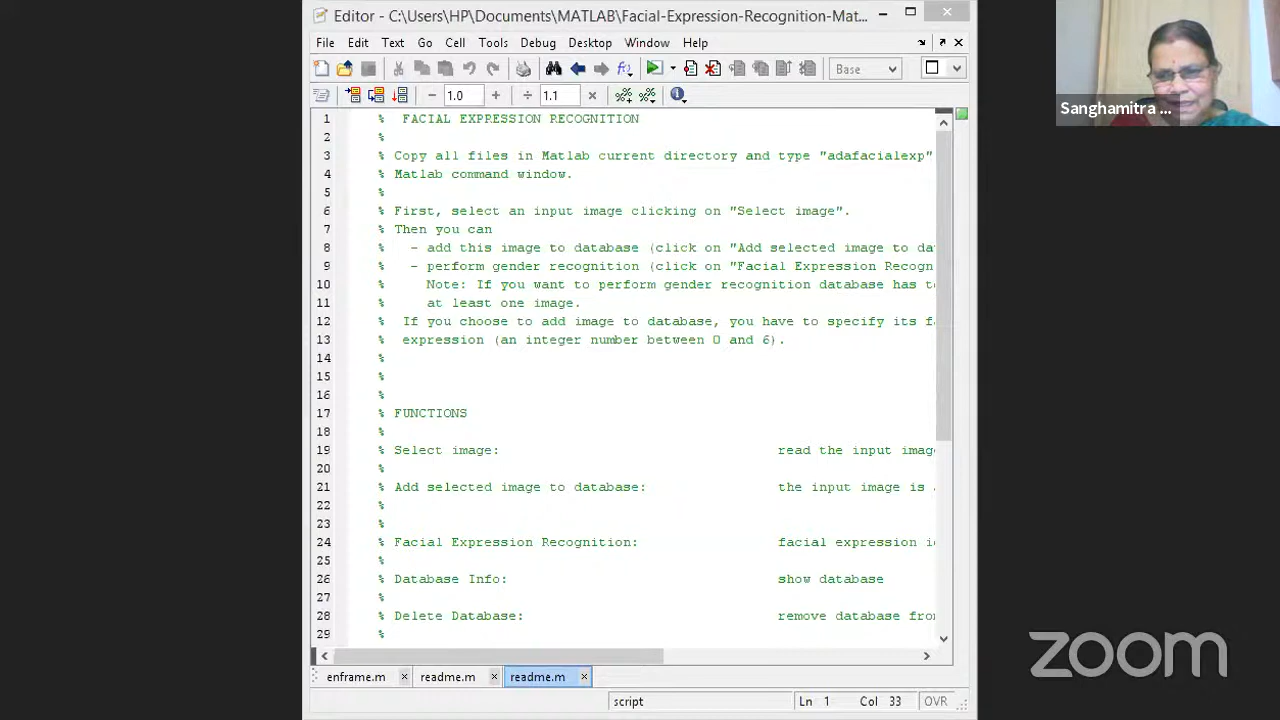 Editor - C:\Users\HP\Documents\MATLAB\Facial-Expression-Recognition-Mat...
File Edit Text Go Cell Tools Debug Desktop Window Help
Base
1.0 1.1
1 % FACIAL EXPRESSION RECOGNITION
2 %
3 % Copy all files in Matlab current directory and type "adafacialexp"
4 % Matlab command window.
5 %
6 % First, select an input image clicking on "Select image".
7 % Then you can
8 % - add this image to database (click on "Add selected image to da
9 % - perform gender recognition (click on "Facial Expression Recogn
10 % Note: If you want to perform gender recognition database has t
11 % at least one image.
12 % If you choose to add image to database, you have to specify its f
13 % expression (an integer number between 0 and 6).
14 %
15 %
16 %
17 % FUNCTIONS
18 %
19 % Select image: read the input imag
20 %
21 % Add selected image to database: the input image is
22 %
23 %
24 % Facial Expression Recognition: facial expression i
25 %
26 % Database Info: show database
27 %
28 % Delete Database: remove database fro
29 %
enframe.m readme.m readme.m
script Ln 1 Col 33 OVR
Sanghamitra ...
zoom